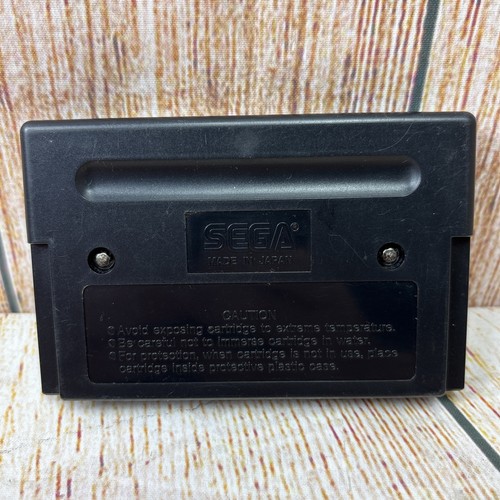 SEGA®
MADE IN JAPAN
CAUTION
Avoid exposing cartridge to extreme temperature.
Be careful not to immerse cartridge in water.
For protection, when cartridge is not in use, place
cartridge inside protective plastic case.